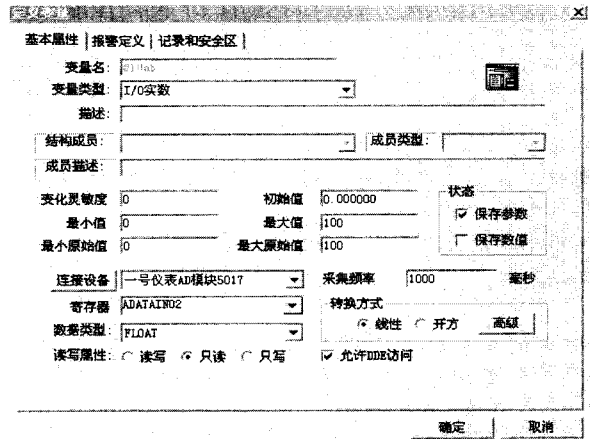 定义变量
基本属性 报警定义 记录和安全区
变量名:
变量类型: I/O实数
描述:
结构成员: 成员类型:
成员描述:
变化灵敏度 0 初始值 0.000000 状态
最小值 0 最大值 100 保存参数
最小原始值 0 最大原始值 100 保存数值
连接设备 一号仪表AD模块5017 采集频率 1000 毫秒
寄存器 ADATAIN02 转换方式
数据类型: FLOAT 线性 开方 高级
读写属性: 读写 只读 只写 允许DDE访问
确定 取消